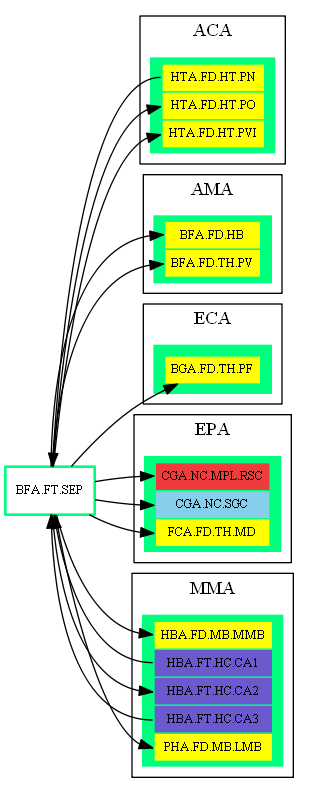 ACA
HTA.FD.HT.PN
HTA.FD.HT.PO
HTA.FD.HT.PVI
AMA
BFA.FD.HB
BFA.FD.TH.PV
ECA
BGA.FD.TH.PF
EPA
BFA.FT.SEP
CGA.NC.MPL.RSC
CGA.NC.SGC
FCA.FD.TH.MD
MMA
HBA.FD.MB.MMB
HBA.FT.HC.CA1
HBA.FT.HC.CA2
HBA.FT.HC.CA3
PHA.FD.MB.LMB